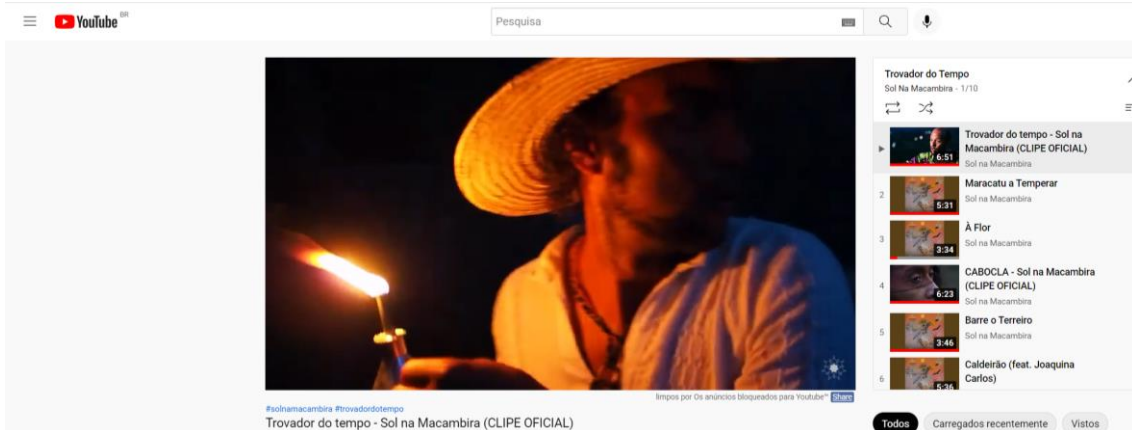 YouTube BR
Pesquisa
Trovador do Tempo
Sol Na Macambira - 1/10
6:51
Trovador do tempo - Sol na
Macambira (CLIPE OFICIAL)
Sol na Macambira
2
5:31
Maracatu a Temperar
Sol na Macambira
3
3:34
À Flor
Sol na Macambira
4
6:23
CABOCLA - Sol na Macambira
(CLIPE OFICIAL)
Sol na Macambira
5
3:46
Barre o Terreiro
Sol na Macambira
6
5:36
Caldeirão (feat. Joaquina
Carlos)
limpos por Os anúncios bloqueados para Youtube™ Share
#solnamacambira #trovadordotempo
Trovador do tempo - Sol na Macambira (CLIPE OFICIAL)
Todos
Carregados recentemente
Vistos